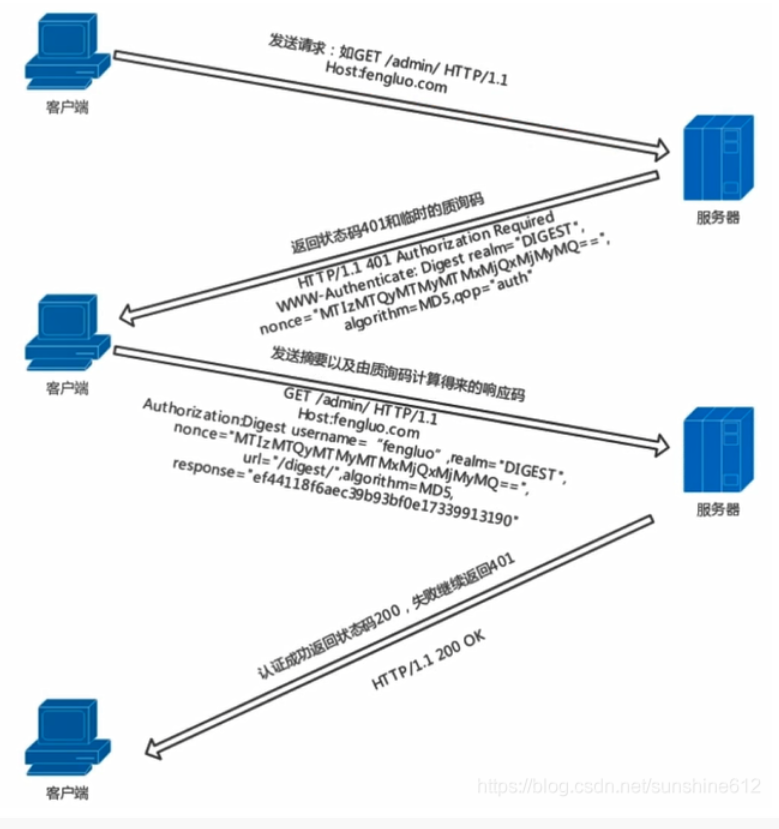 发送请求：如GET /admin/ HTTP/1.1
Host:fengluo.com
客户端
服务器
返回状态码401和临时的质询码
HTTP/1.1 401 Authorization Required
WWW-Authenticate: Digest realm="DIGEST",
nonce="MTIzMTQyMTMyMTMxMjQxMjMyMQ==",
algorithm=MD5,qop="auth"
客户端
发送摘要以及由质询码计算得来的响应码
GET /admin/ HTTP/1.1
Host:fengluo.com
Authorization:Digest username= “fengluo” ,realm="DIGEST",
nonce="MTIzMTQyMTMyMTMxMjQxMjMyMQ==",
url="/digest/",algorithm=MD5,
response="ef44118f6aec39b93bf0e17339913190"
服务器
认证成功返回状态码200，失败继续返回401
HTTP/1.1 200 OK
客户端
https://blog.csdn.net/sunshine612